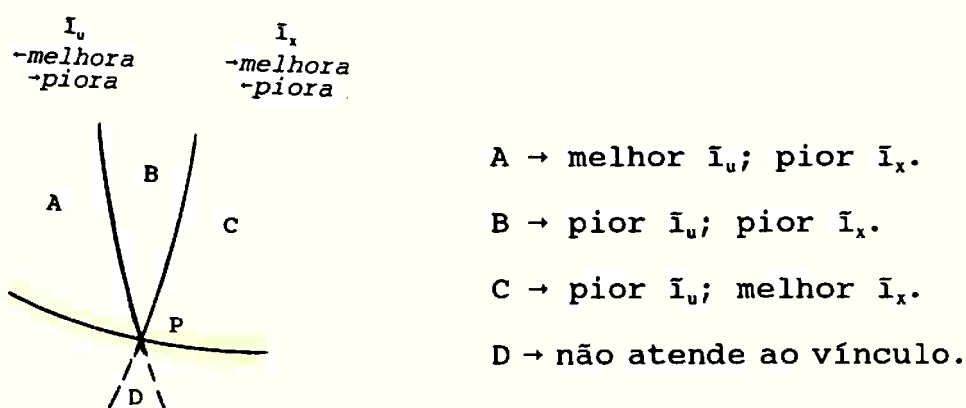 Ī_u
←melhora
→piora
Ī_x
→melhora
←piora
A
B
C
P
D
A → melhor ī_u; pior ī_x.
B → pior ī_u; pior ī_x.
C → pior ī_u; melhor ī_x.
D → não atende ao vínculo.